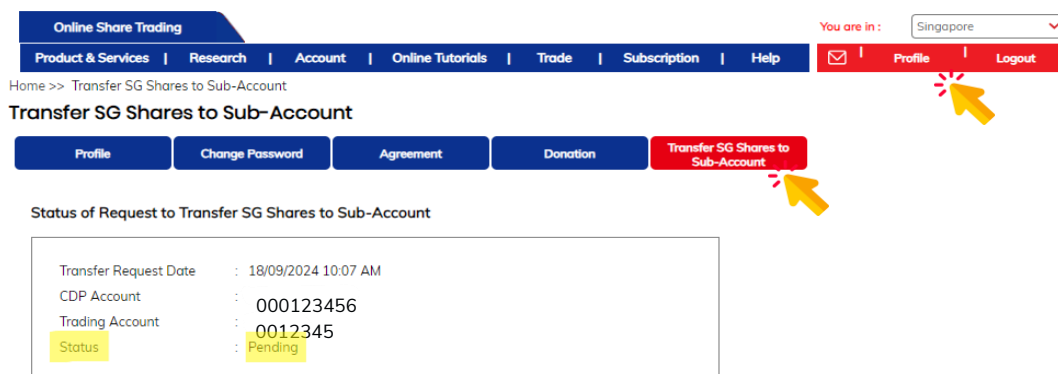 Online Share Trading
You are in : Singapore
Product & Services | Research | Account | Online Tutorials | Trade | Subscription | Help
Profile | Logout
Home >> Transfer SG Shares to Sub-Account
Transfer SG Shares to Sub-Account
Profile
Change Password
Agreement
Donation
Transfer SG Shares to
Sub-Account
Status of Request to Transfer SG Shares to Sub-Account
Transfer Request Date : 18/09/2024 10:07 AM
CDP Account : 000123456
Trading Account : 0012345
Status : Pending